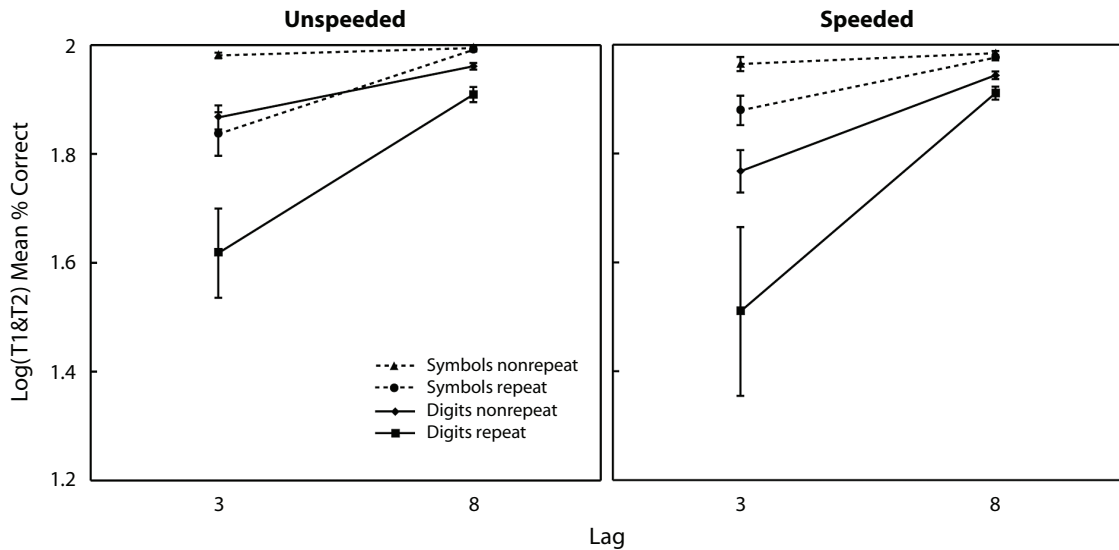 Unspeeded
Speeded
Log(T1&T2) Mean % Correct
2
1.8
1.6
1.4
1.2
Symbols nonrepeat
Symbols repeat
Digits nonrepeat
Digits repeat
3
8
3
8
Lag